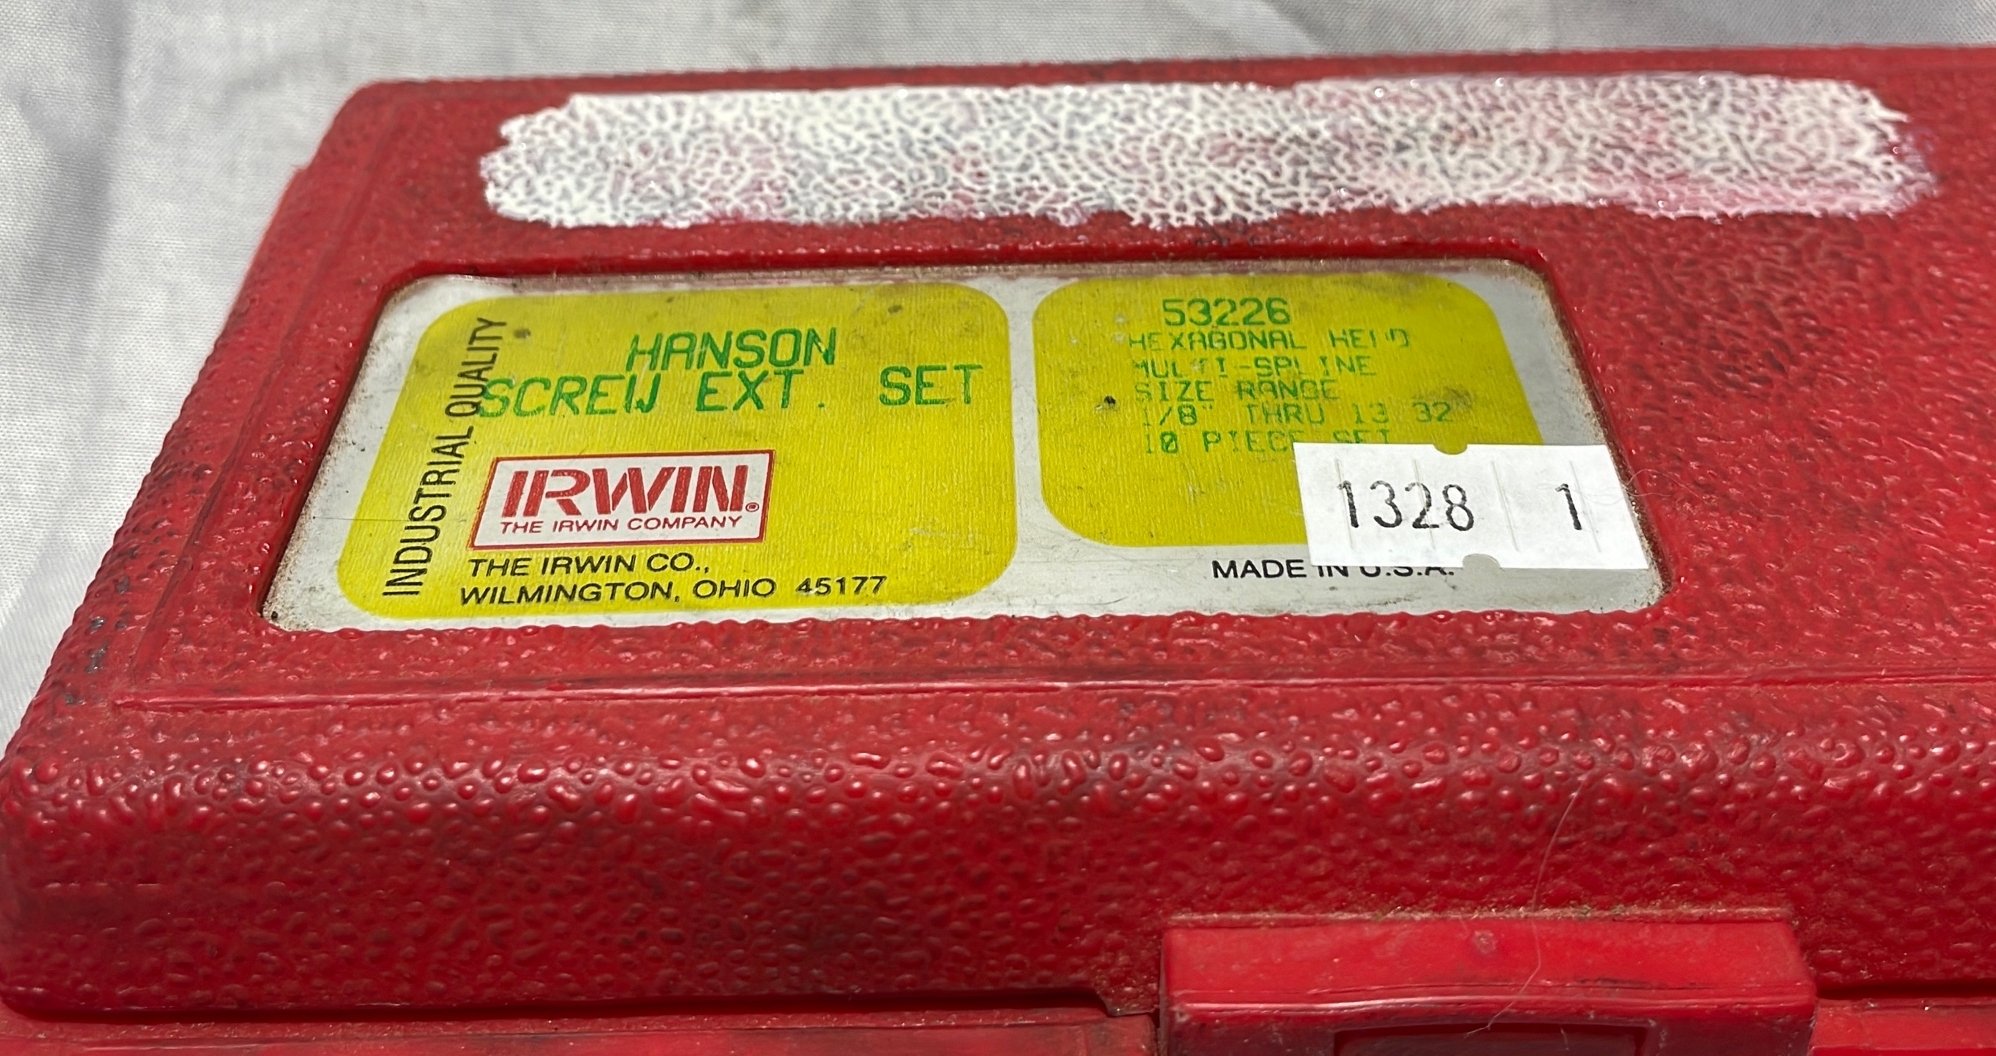 INDUSTRIAL QUALITY
HANSON
SCREW EXT. SET
IRWIN®
THE IRWIN COMPANY
THE IRWIN CO.,
WILMINGTON, OHIO 45177
53226
HEXAGONAL HEAD
MULTI-SPLINE
SIZE RANGE
1/8" THRU 13 32
10 PIECE SET
1328 1
MADE IN U.S.A.